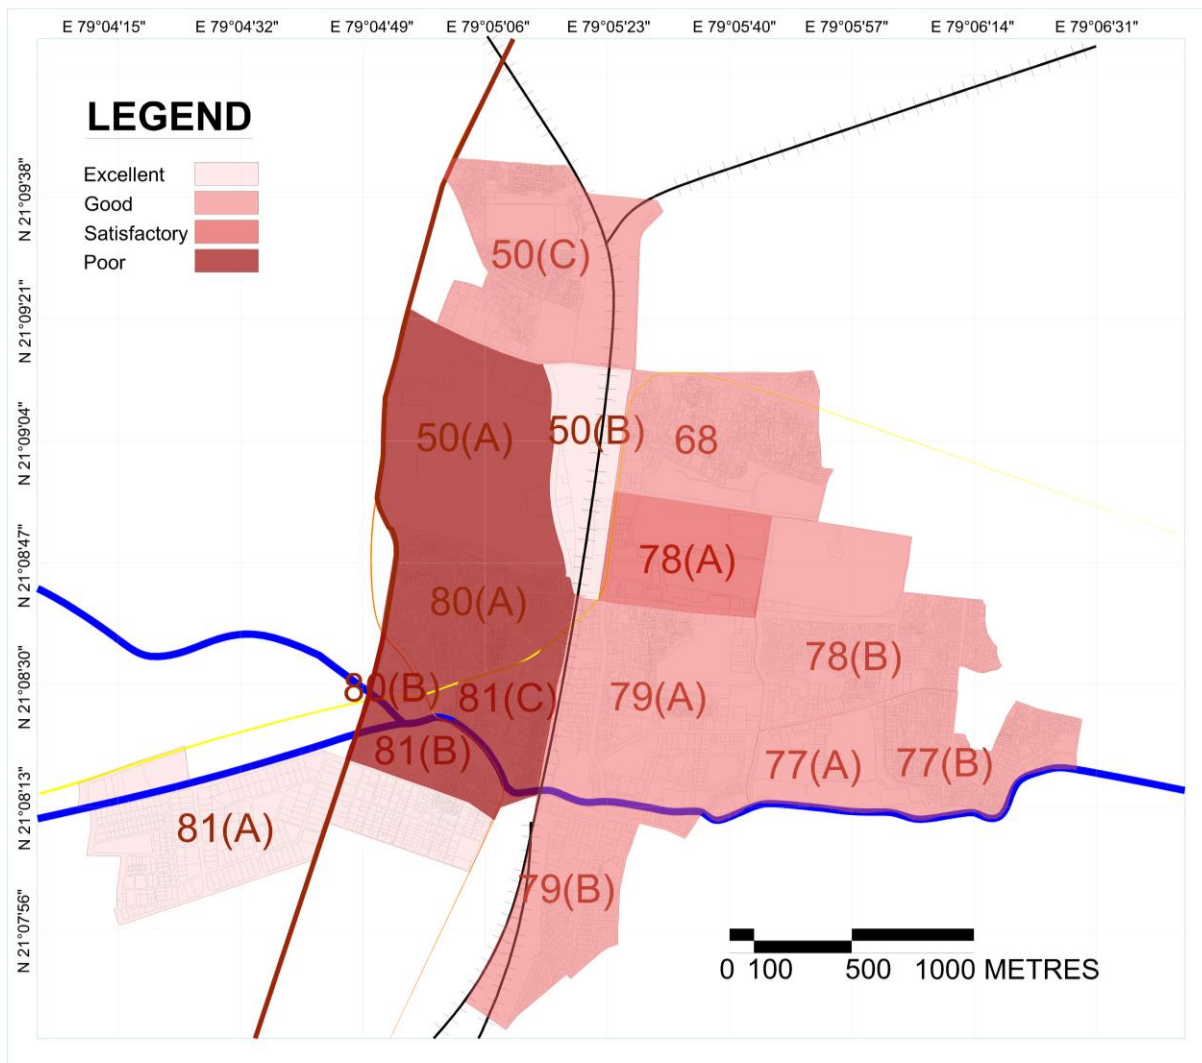 E 79°04'15" E 79°04'32" E 79°04'49" E 79°05'06" E 79°05'23" E 79°05'40" E 79°05'57" E 79°06'14" E 79°06'31"
LEGEND
Excellent
Good
Satisfactory
Poor
N 21°09'38"
N 21°09'21"
N 21°09'04"
N 21°08'47"
N 21°08'30"
N 21°08'13"
N 21°07'56"
50(C)
50(A)
50(B)
68
78(A)
80(A)
78(B)
80(B)
81(C)
79(A)
81(B)
77(A)
77(B)
81(A)
79(B)
0 100 500 1000 METRES